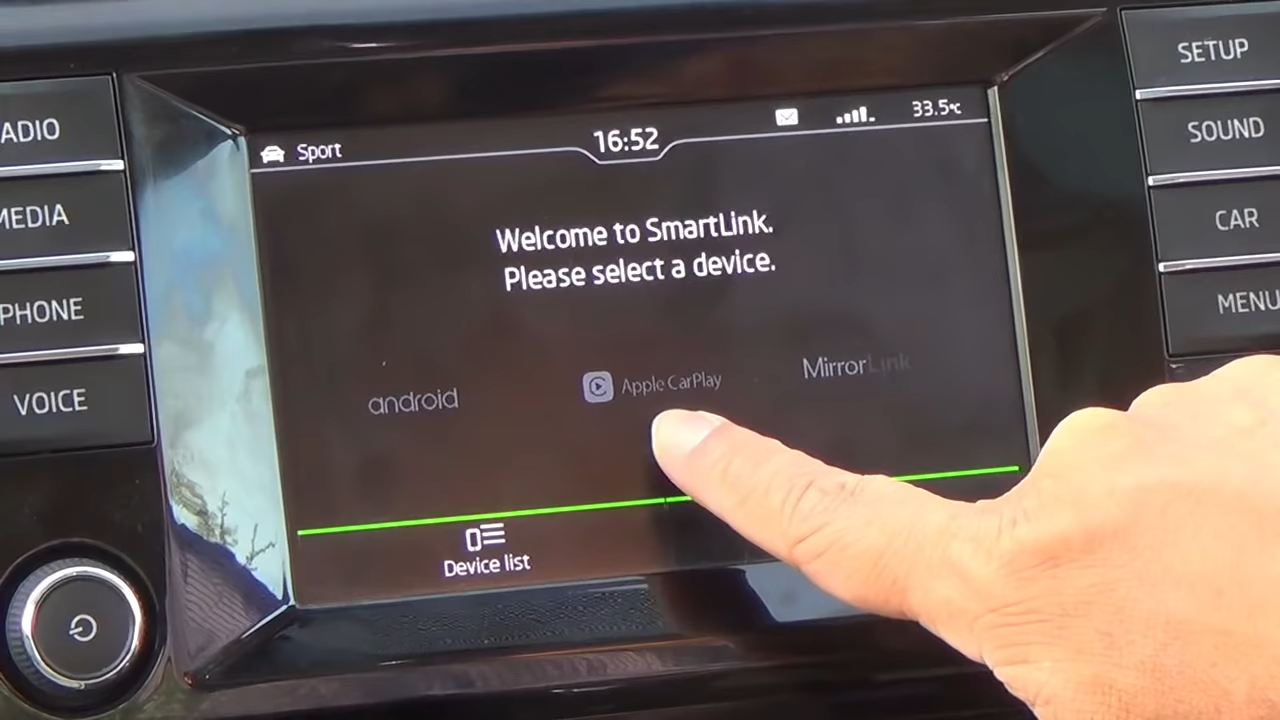 ADIO
MEDIA
PHONE
VOICE
Sport
16:52
33.5°C
Welcome to SmartLink.
Please select a device.
android
Apple CarPlay
MirrorLink
Device list
SETUP
SOUND
CAR
MENU